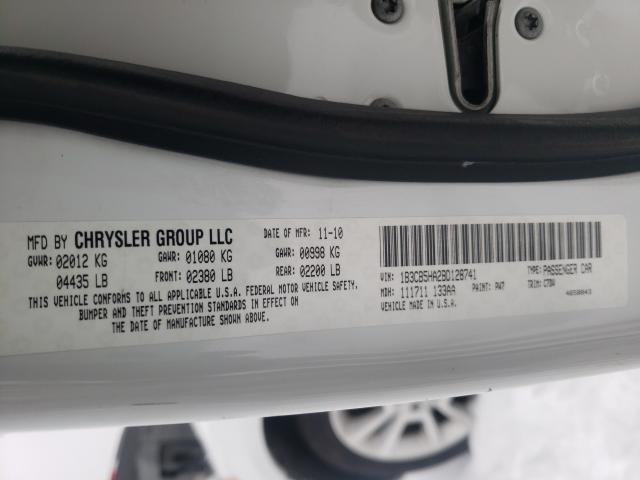 MFD BY CHRYSLER GROUP LLC DATE OF MFR: 11-10
GVWR: 02012 KG GAWR: 01080 KG GAWR: 00998 KG
04435 LB FRONT: 02380 LB REAR: 02200 LB
THIS VEHICLE CONFORMS TO ALL APPLICABLE U.S.A. FEDERAL MOTOR VEHICLE SAFETY,
BUMPER AND THEFT PREVENTION STANDARDS IN EFFECT ON
THE DATE OF MANUFACTURE SHOWN ABOVE.
VIN: 1B3CB5HA2BD128741 TYPE: PASSENGER CAR
MDH: 111711 133AA PAINT: PW7 TRIM: C7DV
VEHICLE MADE IN U.S.A.